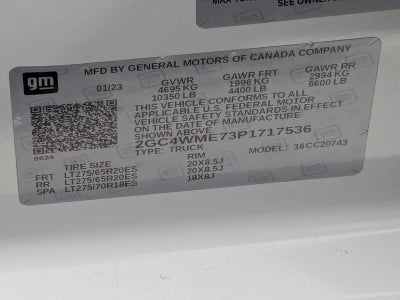 SEE OWNER'S
gm
MFD BY GENERAL MOTORS OF CANADA COMPANY
01/23 GVWR GAWR FRT GAWR RR
4695 KG 1996 KG 2994 KG
10350 LB 4400 LB 6600 LB
THIS VEHICLE CONFORMS TO ALL
APPLICABLE U.S. FEDERAL MOTOR
VEHICLE SAFETY STANDARDS IN EFFECT
ON THE DATE OF MANUFACTURE
SHOWN ABOVE.
2GC4WME73P1717536
TYPE: TRUCK MODEL: 36CC20743
0624
TIRE SIZE RIM
FRT LT275/65R20ES 20X8.5J
RR LT275/65R20ES 20X8.5J
SPA LT275/70R18ES 18X8J